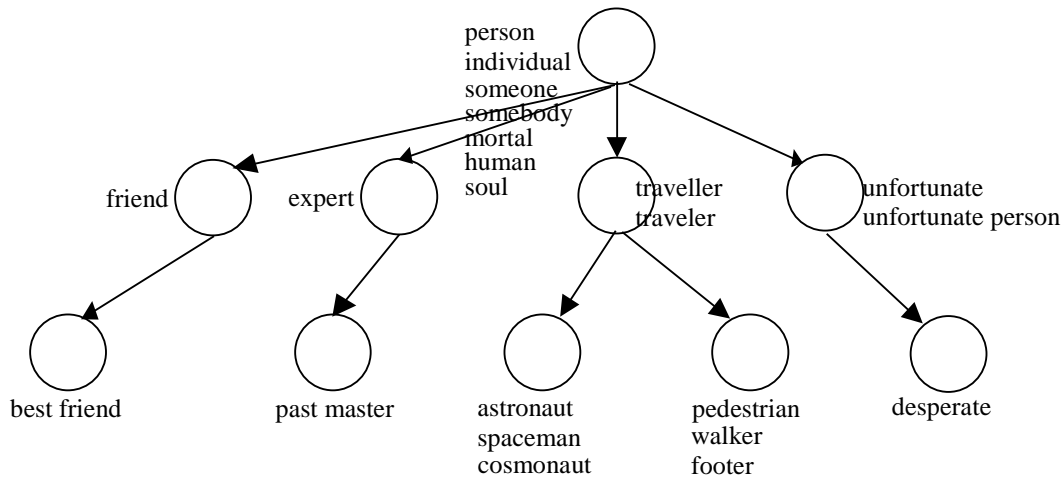 person
individual
someone
somebody
mortal
human
soul
friend
expert
traveller
traveler
unfortunate
unfortunate person
best friend
past master
astronaut
spaceman
cosmonaut
pedestrian
walker
footer
desperate